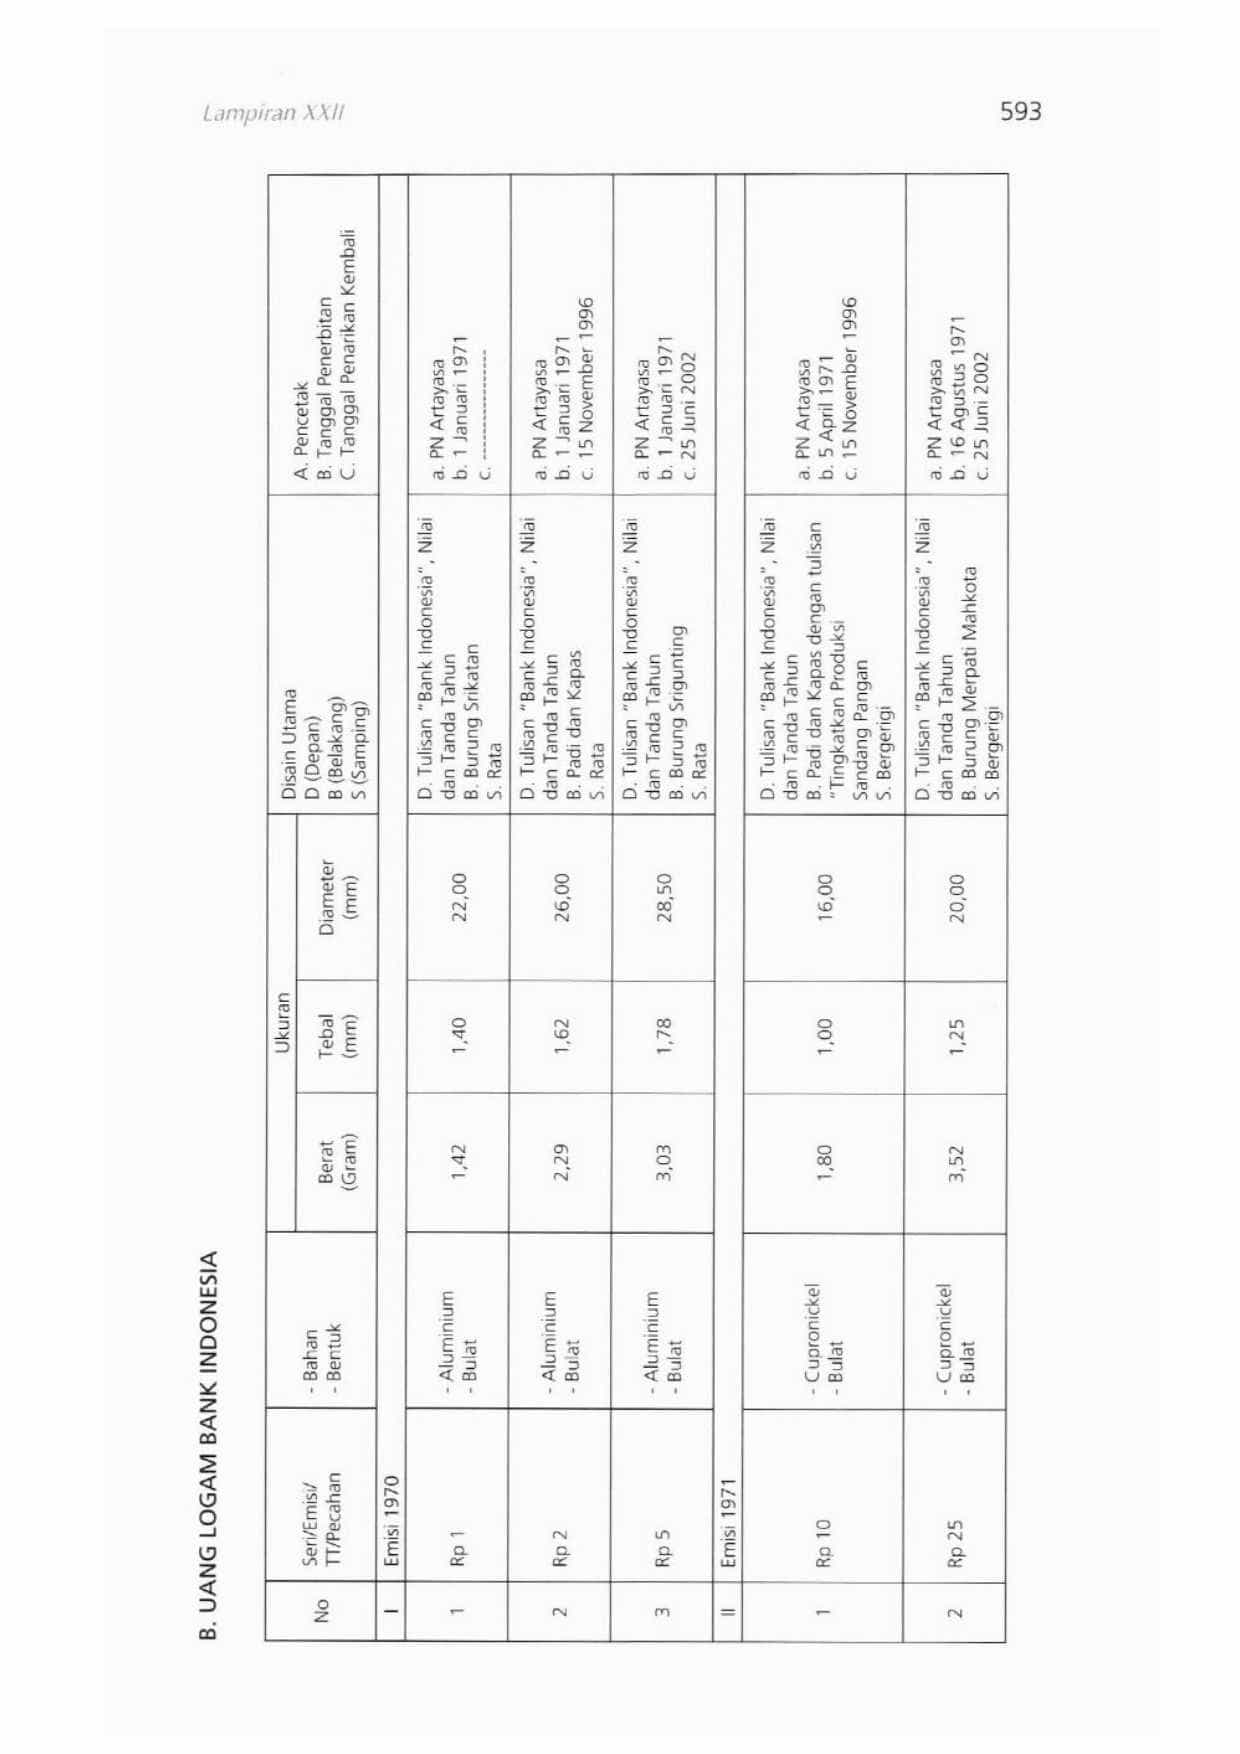 Lampiran XXII
593
B. UANG LOGAM BANK INDONESIA
No
Seri/Emisi/
TT/Pecahan
- Bahan
- Bentuk
Ukuran
Berat
(Gram)
Tebal
(mm)
Diameter
(mm)
Disain Utama
D (Depan)
B (Belakang)
S (Samping)
A. Pencetak
B. Tanggal Penerbitan
C. Tanggal Penarikan Kembali
I
Emisi 1970
1
Rp 1
- Aluminium
- Bulat
1,42
1,40
22,00
D. Tulisan "Bank Indonesia", Nilai
dan Tanda Tahun
B. Burung Srikatan
S. Rata
a. PN Artayasa
b. 1 Januari 1971
c. -------------------
2
Rp 2
- Aluminium
- Bulat
2,29
1,62
26,00
D. Tulisan "Bank Indonesia", Nilai
dan Tanda Tahun
B. Padi dan Kapas
S. Rata
a. PN Artayasa
b. 1 Januari 1971
c. 15 November 1996
3
Rp 5
- Aluminium
- Bulat
3,03
1,78
28,50
D. Tulisan "Bank Indonesia", Nilai
dan Tanda Tahun
B. Burung Srigunting
S. Rata
a. PN Artayasa
b. 1 Januari 1971
c. 25 Juni 2002
II
Emisi 1971
1
Rp 10
- Cupronickel
- Bulat
1,80
1,00
16,00
D. Tulisan "Bank Indonesia", Nilai
dan Tanda Tahun
B. Padi dan Kapas dengan tulisan
"Tingkatkan Produksi
Sandang Pangan
S. Bergerigi
a. PN Artayasa
b. 5 April 1971
c. 15 November 1996
2
Rp 25
- Cupronickel
- Bulat
3,52
1,25
20,00
D. Tulisan "Bank Indonesia", Nilai
dan Tanda Tahun
B. Burung Merpati Mahkota
S. Bergerigi
a. PN Artayasa
b. 16 Agustus 1971
c. 25 Juni 2002